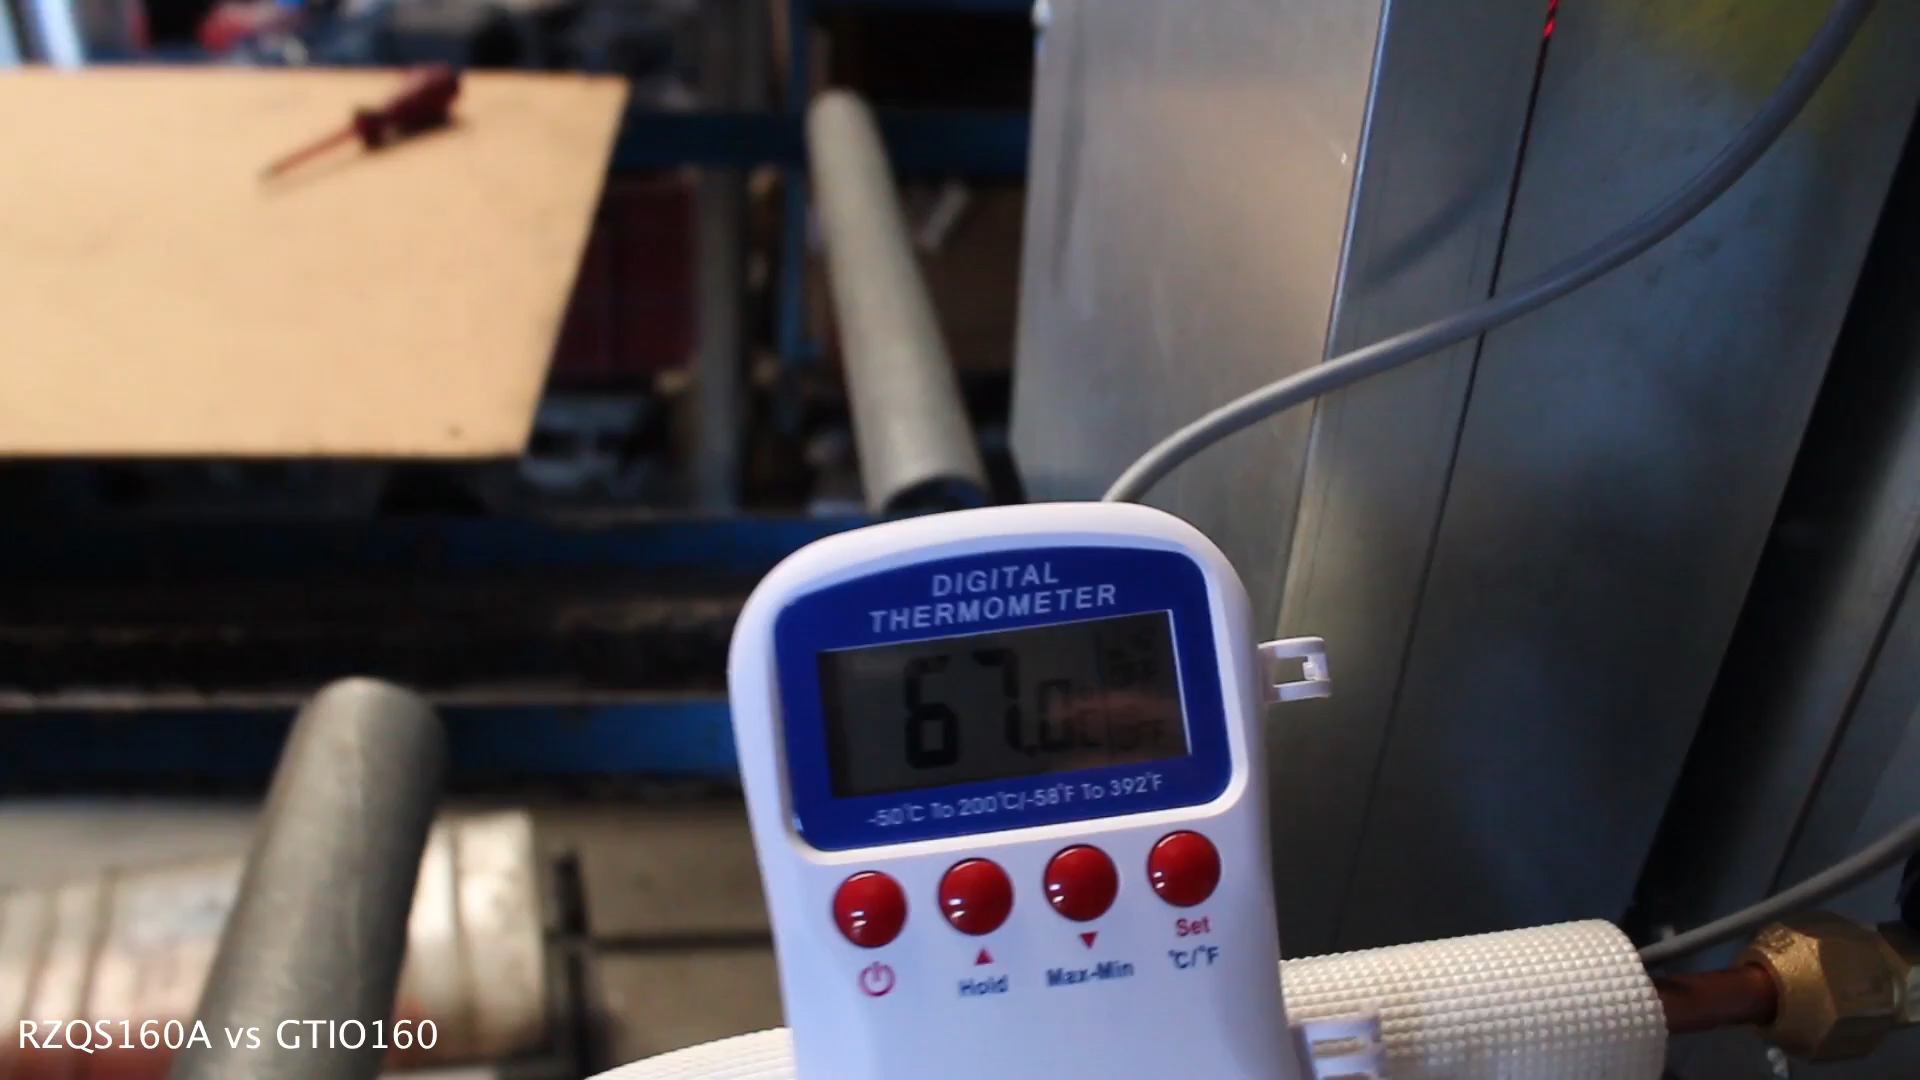 DIGITAL
THERMOMETER
67.0
-50°C To 200°C/-58°F To 392°F
Set
Hold
Max-Min
°C/°F
RZQS160A vs GTIO160